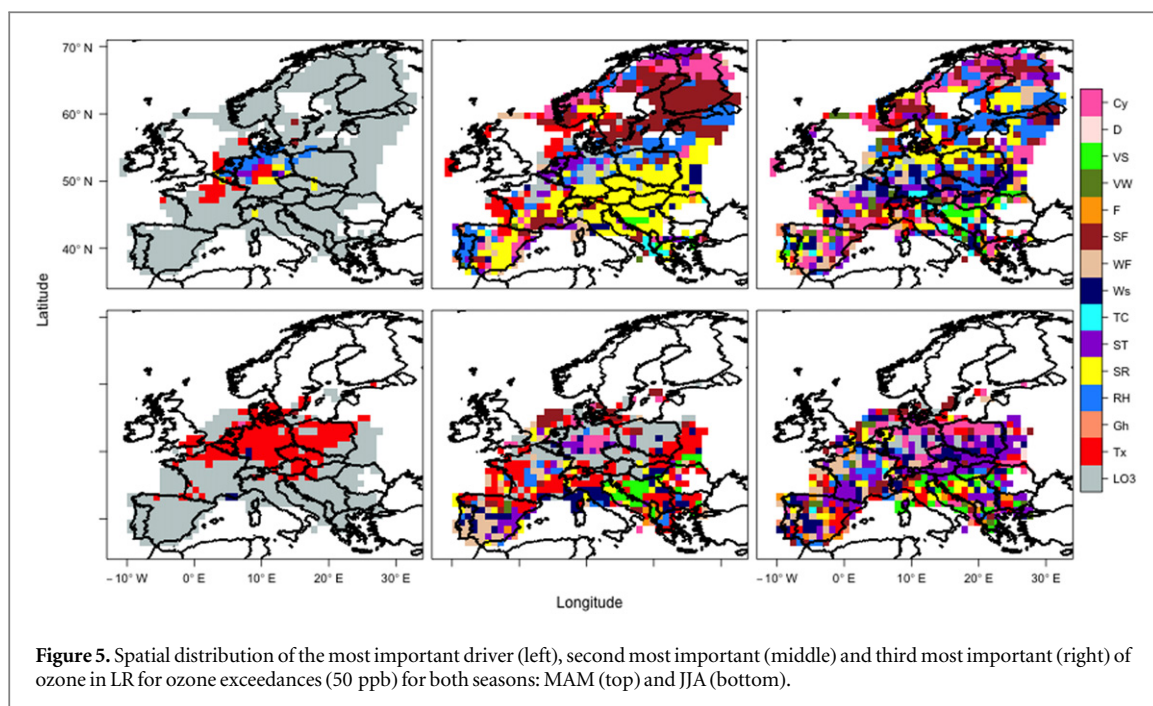 70° N
60° N
50° N
40° N
Latitude
Cy
D
VS
VW
F
SF
WF
Ws
TC
ST
SR
RH
Gh
Tx
LO3
− 10° W 0° E 10° E 20° E 30° E
− 10° W 0° E 10° E 20° E 30° E
Longitude
Figure 5. Spatial distribution of the most important driver (left), second most important (middle) and third most important (right) of
ozone in LR for ozone exceedances (50 ppb) for both seasons: MAM (top) and JJA (bottom).